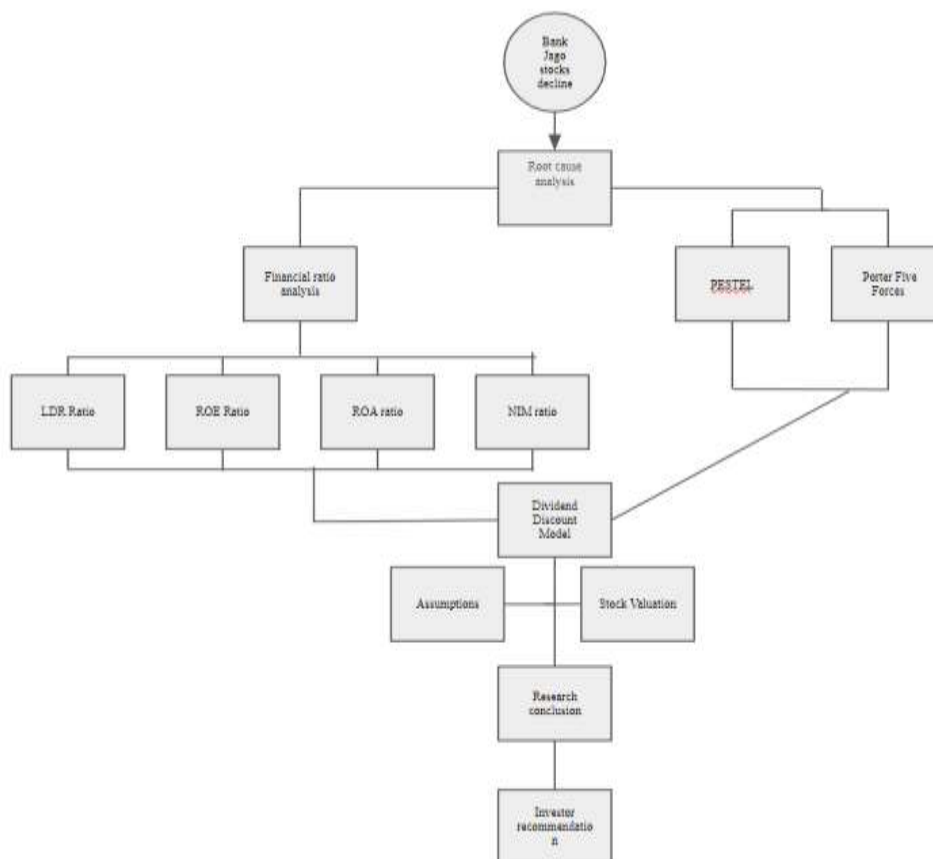 Bank
Jago
stocks
decline
Root cause
analysis
Financial ratio
analysis
PESTEL
Porter Five
Forces
LDR Ratio
ROE Ratio
ROA ratio
NIM ratio
Dividend
Discount
Model
Assumptions
Stock Valuation
Research
conclusion
Investor
recommendatio
n